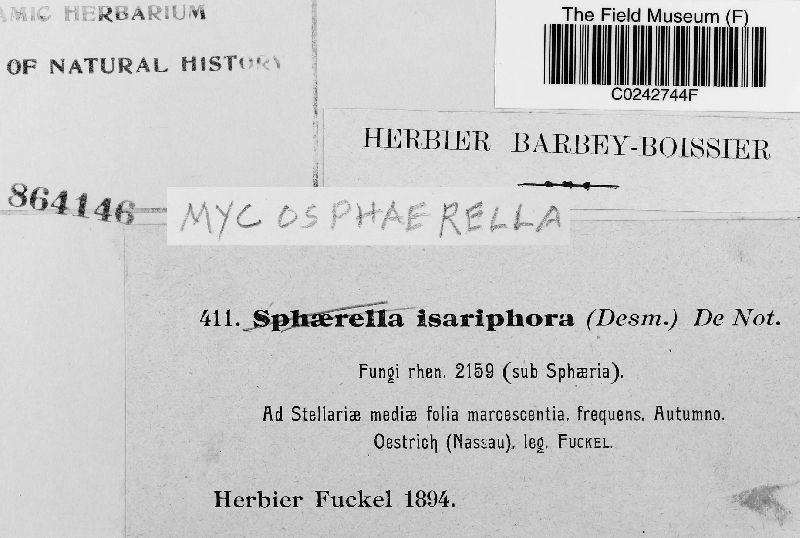 HERBARIUM
OF NATURAL HISTORY
864146
The Field Museum (F)
C0242744F
HERBIER BARBEY-BOISSIER
MYCOSPHAERELLA
411. Sphærella isariphora (Desm.) De Not.
Fungi rhen. 2159 (sub Sphæria).
Ad Stellariæ mediæ folia marcescentia, frequens, Autumno.
Oestrich (Nassau), leg. FUCKEL.
Herbier Fuckel 1894.